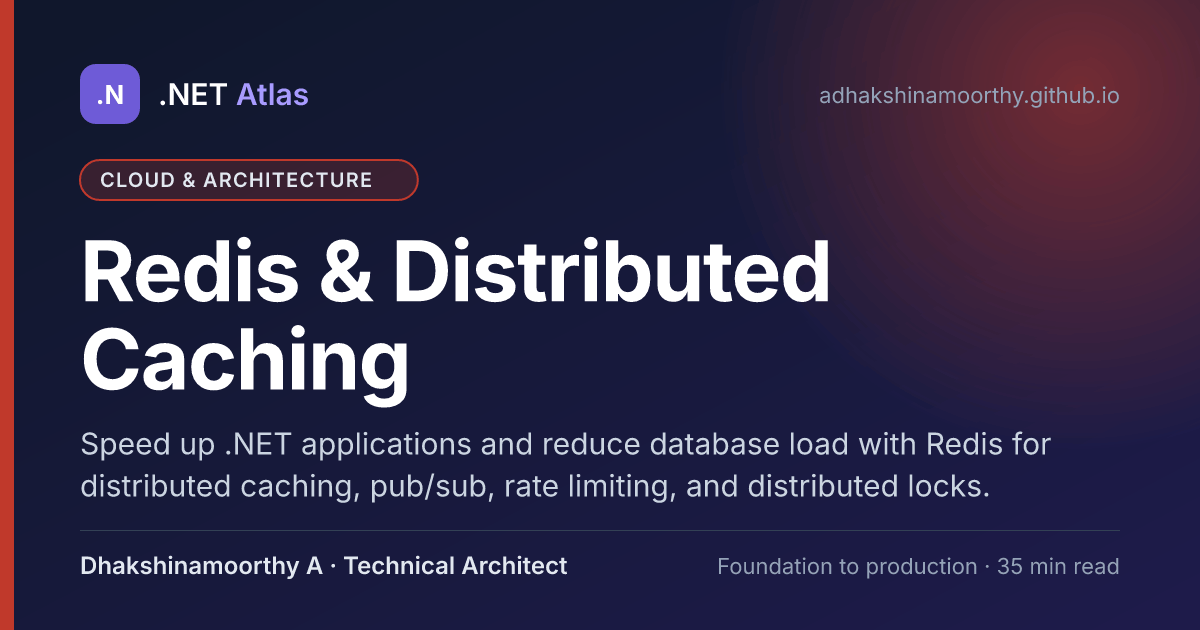 .N .NET Atlas
adhakshinamoorthy.github.io
CLOUD & ARCHITECTURE
Redis & Distributed
Caching
Speed up .NET applications and reduce database load with Redis for
distributed caching, pub/sub, rate limiting, and distributed locks.
Dhakshinamoorthy A · Technical Architect
Foundation to production · 35 min read